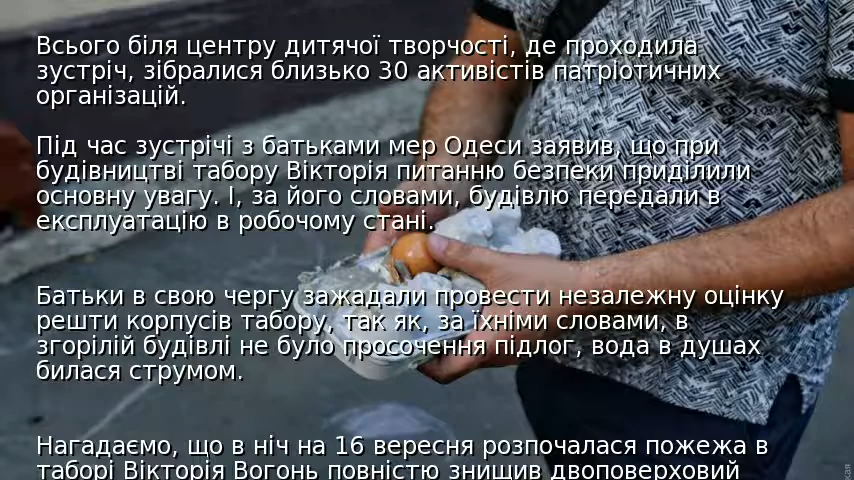 Всього біля центру дитячої творчості, де проходила
зустріч, зібралися близько 30 активістів патріотичних
організацій.
Під час зустрічі з батьками мер Одеси заявив, що при
будівництві табору Вікторія питанню безпеки приділили
основну увагу. І, за його словами, будівлю передали в
експлуатацію в робочому стані.
Батьки в свою чергу зажадали провести незалежну оцінку
решти корпусів табору, так як, за їхніми словами, в
згорілій будівлі не було просочення підлог, вода в душах
билася струмом.
Нагадаємо, що в ніч на 16 вересня розпочалася пожежа в
таборі Вікторія Вогонь повністю знищив двоповерховий